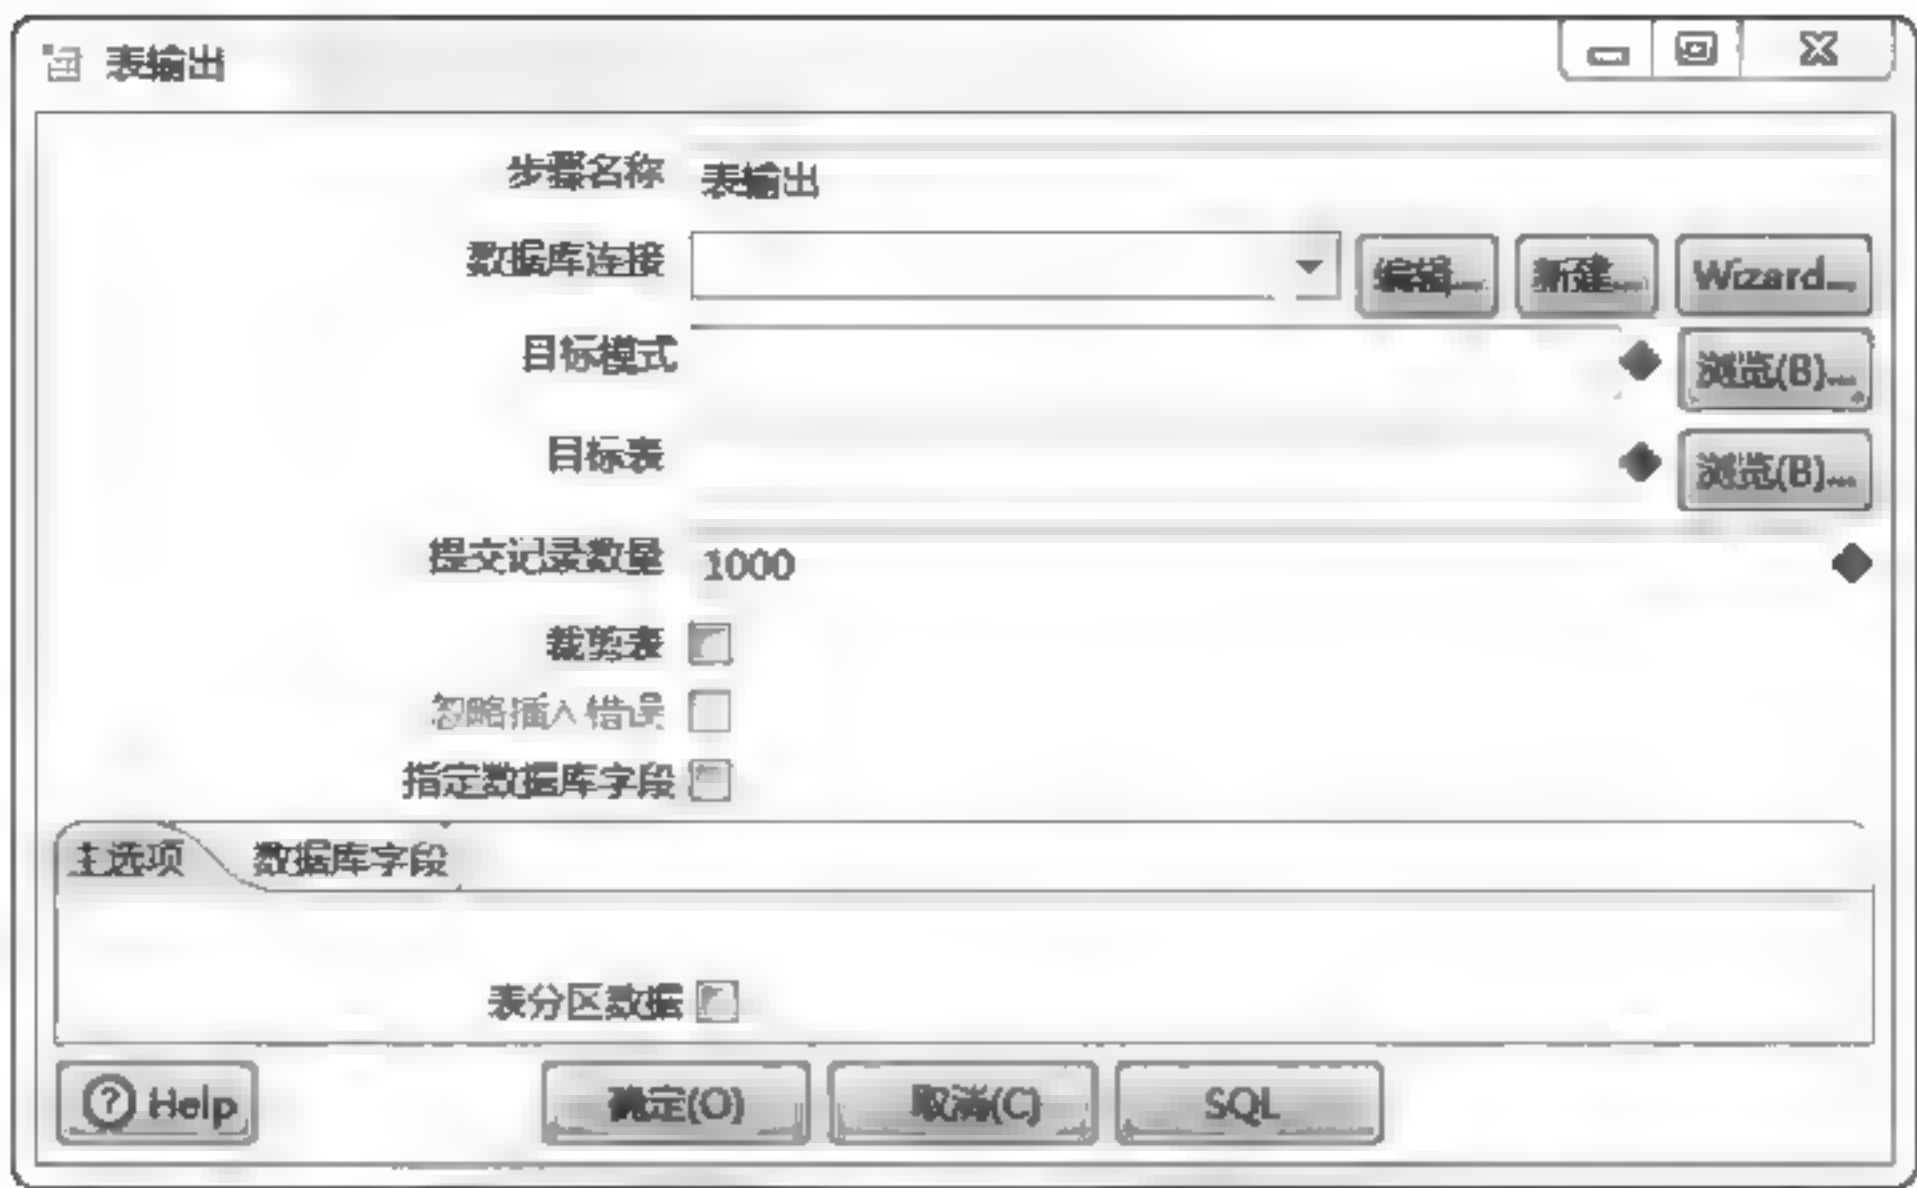 表输出
步骤名称 表输出
数据库连接 编辑... 新建... Wizard...
目标模式 浏览(B)...
目标表 浏览(B)...
提交记录数量 1000
裁剪表
忽略插入错误
指定数据库字段
主选项 数据库字段
表分区数据
Help 确定(O) 取消(C) SQL